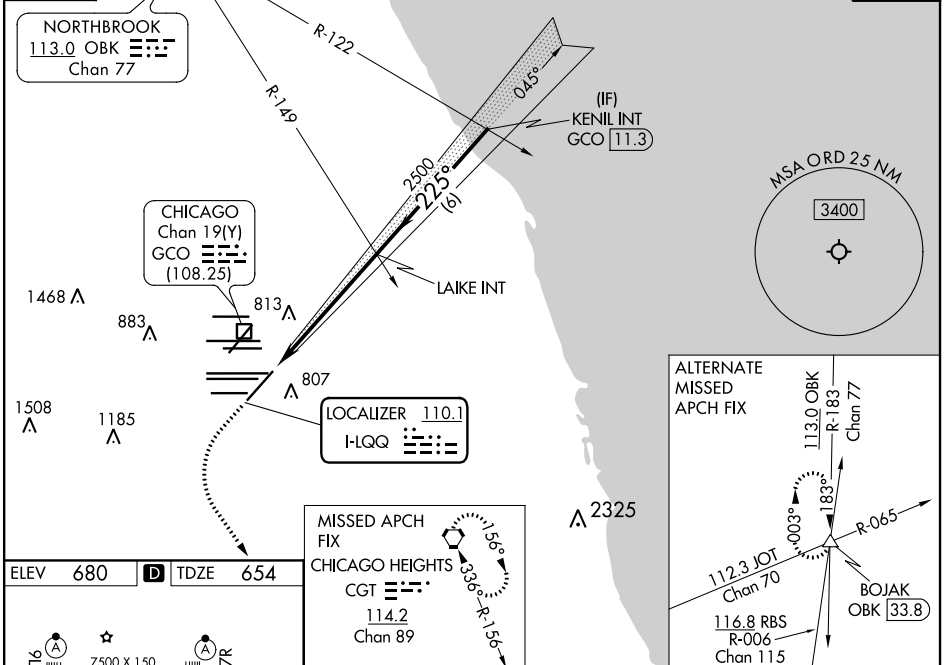 NORTHBROOK
113.0 OBK
Chan 77
R-122
R-149
045°
(IF)
KENIL INT
GCO 11.3
2500
225°
(6)
MSA ORD 25 NM
3400
CHICAGO
Chan 19(Y)
GCO
(108.25)
LAIKE INT
1468
813
883
807
1508
1185
LOCALIZER 110.1
I-LQQ
2325
ALTERNATE
MISSED
APCH FIX
113.0 OBK
R-183
Chan 77
003°
183°
R-065
112.3 JOT
Chan 70
BOJAK
OBK 33.8
116.8 RBS
R-006
Chan 115
MISSED APCH
FIX
CHICAGO HEIGHTS
CGT
114.2
Chan 89
156°
336°
R-156
ELEV 680
D
TDZE 654
A
7500 X 150
A